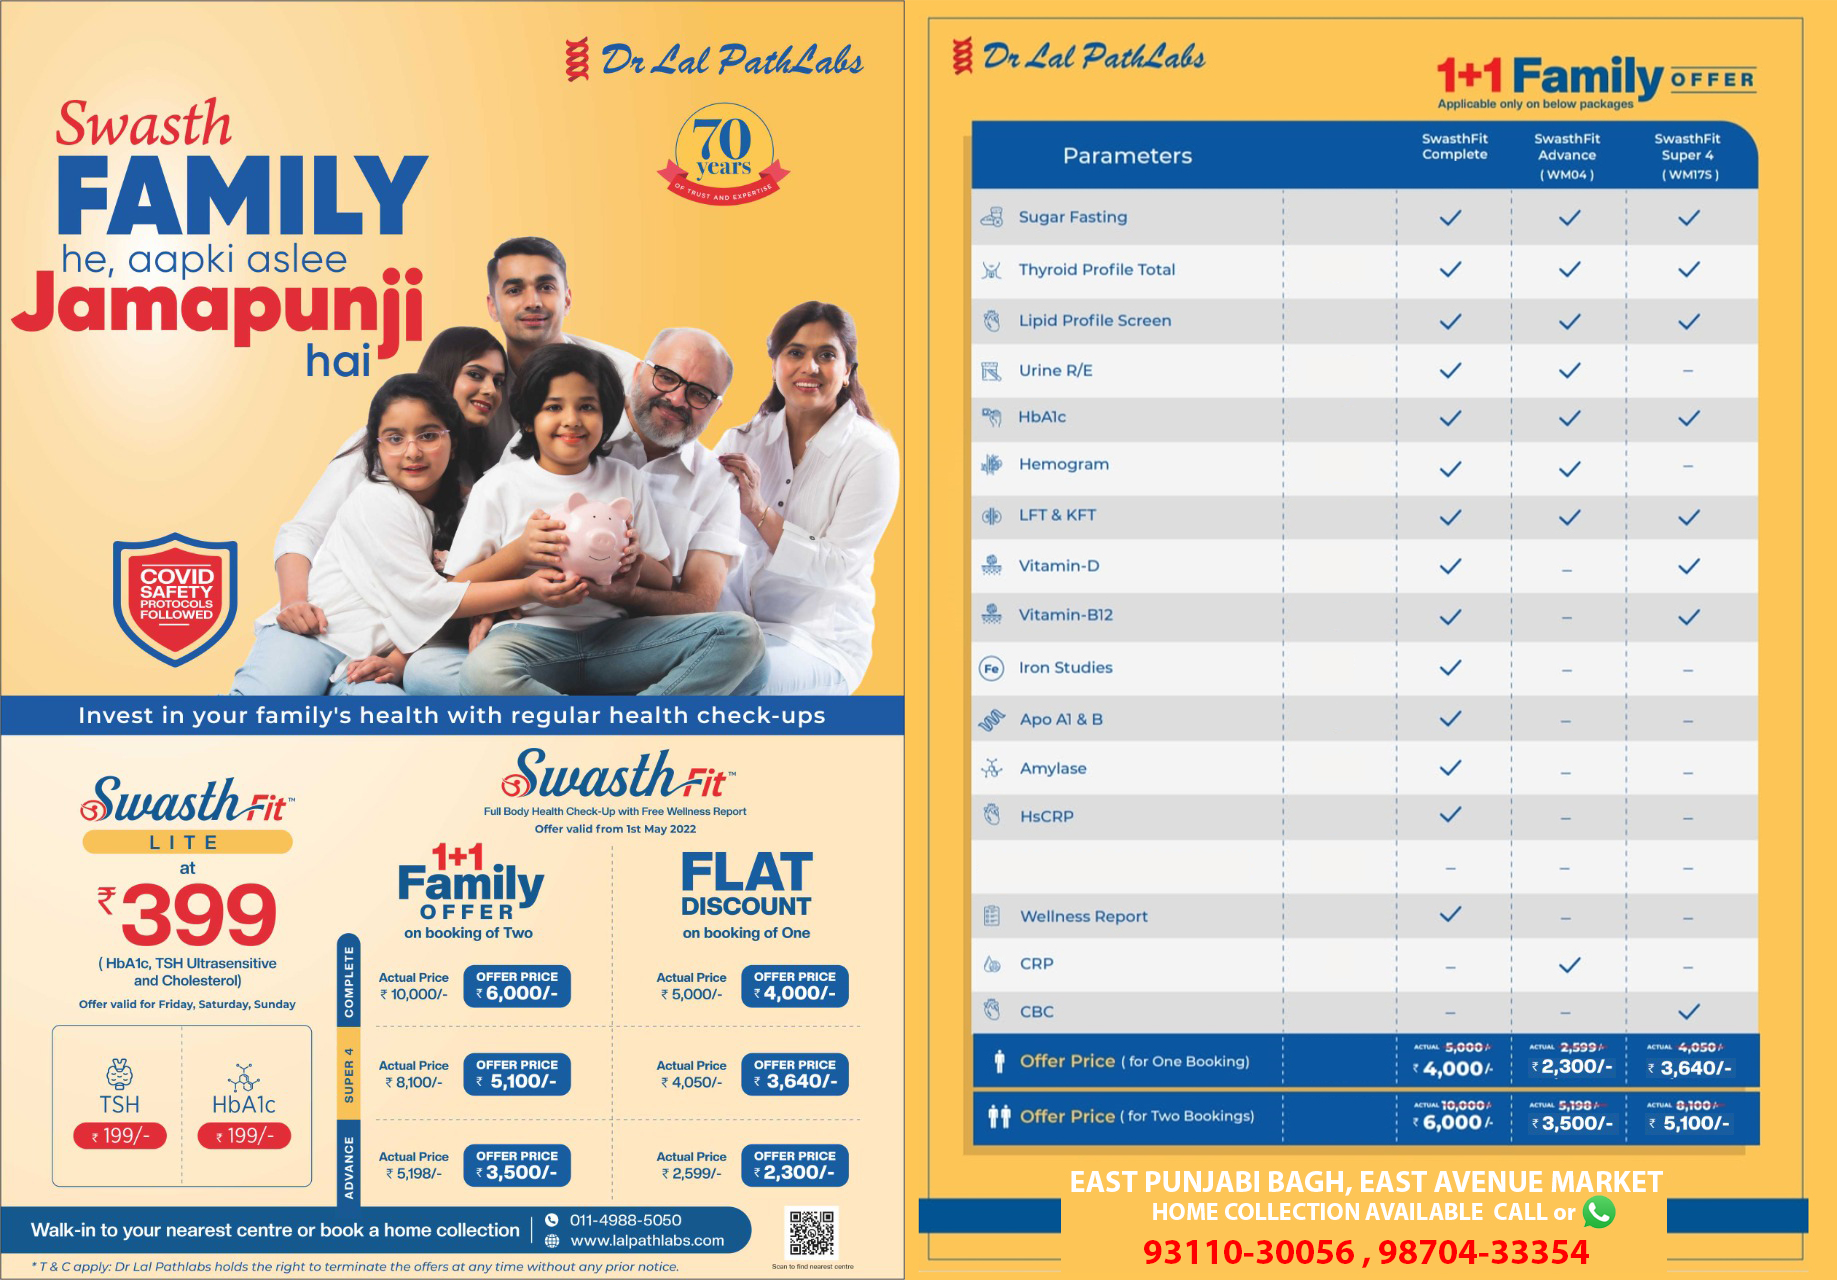 Dr Lal PathLabs
70
years
OF TRUST AND EXPERTISE
Swasth
FAMILY
he, aapki aslee
Jamapunji
hai
COVID
SAFETY
PROTOCOLS
FOLLOWED
Invest in your family's health with regular health check-ups
Swasth Fit™
LITE
at
₹399
( HbA1c, TSH Ultrasensitive
and Cholesterol)
Offer valid for Friday, Saturday, Sunday
TSH
₹ 199/-
HbA1c
₹ 199/-
Swasth Fit™
Full Body Health Check-Up with Free Wellness Report
Offer valid from 1st May 2022
1+1
Family
OFFER
on booking of Two
FLAT
DISCOUNT
on booking of One
COMPLETE
Actual Price
₹ 10,000/-
OFFER PRICE
₹ 6,000/-
Actual Price
₹ 5,000/-
OFFER PRICE
₹ 4,000/-
SUPER 4
Actual Price
₹ 8,100/-
OFFER PRICE
₹ 5,100/-
Actual Price
₹ 4,050/-
OFFER PRICE
₹ 3,640/-
ADVANCE
Actual Price
₹ 5,198/-
OFFER PRICE
₹ 3,500/-
Actual Price
₹ 2,599/-
OFFER PRICE
₹ 2,300/-
Walk-in to your nearest centre or book a home collection
011-4988-5050
www.lalpathlabs.com
Scan to find nearest centre
* T & C apply: Dr Lal Pathlabs holds the right to terminate the offers at any time without any prior notice.
Dr Lal PathLabs
1+1 Family OFFER
Applicable only on below packages
Parameters SwasthFit Complete SwasthFit Advance ( WM04 ) SwasthFit Super 4 ( WM17S )
Sugar Fasting ✓ ✓ ✓
Thyroid Profile Total ✓ ✓ ✓
Lipid Profile Screen ✓ ✓ ✓
Urine R/E ✓ ✓ –
HbA1c ✓ ✓ ✓
Hemogram ✓ ✓ –
LFT & KFT ✓ ✓ ✓
Vitamin-D ✓ – ✓
Vitamin-B12 ✓ – ✓
Fe Iron Studies ✓ – –
Apo A1 & B ✓ – –
Amylase ✓ – –
HsCRP ✓ – –
– – –
Wellness Report ✓ – –
CRP – ✓ –
CBC – – ✓
Offer Price ( for One Booking) ACTUAL 5,000/- ₹ 4,000/- ACTUAL 2,599/- ₹ 2,300/- ACTUAL 4,050/- ₹ 3,640/-
Offer Price ( for Two Bookings) ACTUAL 10,000/- ₹ 6,000/- ACTUAL 5,198/- ₹ 3,500/- ACTUAL 8,100/- ₹ 5,100/-
EAST PUNJABI BAGH, EAST AVENUE MARKET
HOME COLLECTION AVAILABLE CALL or
93110-30056 , 98704-33354